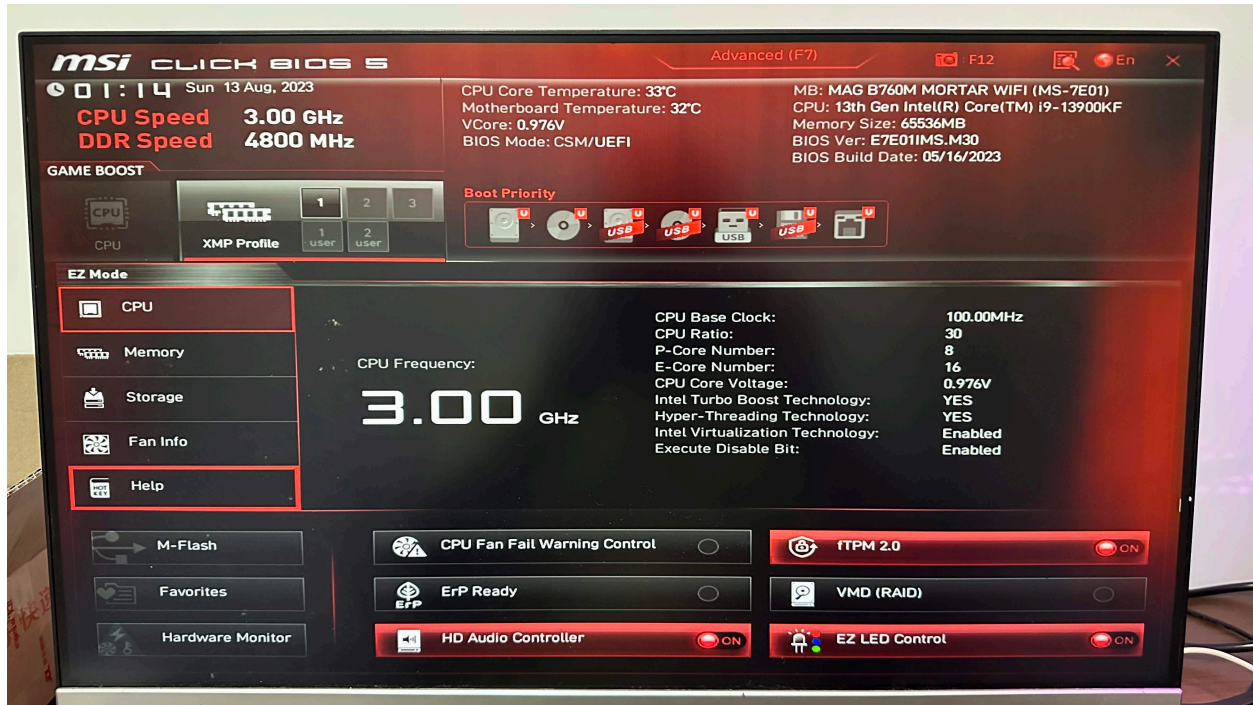 msi CLICK BIOS 5
Advanced (F7)
F12
En
01:14 Sun 13 Aug, 2023
CPU Speed 3.00 GHz
DDR Speed 4800 MHz
CPU Core Temperature: 33°C
Motherboard Temperature: 32°C
VCore: 0.976V
BIOS Mode: CSM/UEFI
MB: MAG B760M MORTAR WIFI (MS-7E01)
CPU: 13th Gen Intel(R) Core(TM) i9-13900KF
Memory Size: 65536MB
BIOS Ver: E7E01IMS.M30
BIOS Build Date: 05/16/2023
GAME BOOST
CPU
CPU
XMP Profile
1 2 3
1 user 2 user
Boot Priority
U U U U U U U
USB USB USB USB
EZ Mode
CPU
Memory
Storage
Fan Info
HOT KEY Help
CPU Frequency:
3.00 GHz
CPU Base Clock: 100.00MHz
CPU Ratio: 30
P-Core Number: 8
E-Core Number: 16
CPU Core Voltage: 0.976V
Intel Turbo Boost Technology: YES
Hyper-Threading Technology: YES
Intel Virtualization Technology: Enabled
Execute Disable Bit: Enabled
M-Flash
Favorites
Hardware Monitor
CPU Fan Fail Warning Control
ErP ErP Ready
HD Audio Controller ON
fTPM 2.0 ON
VMD (RAID)
EZ LED Control ON